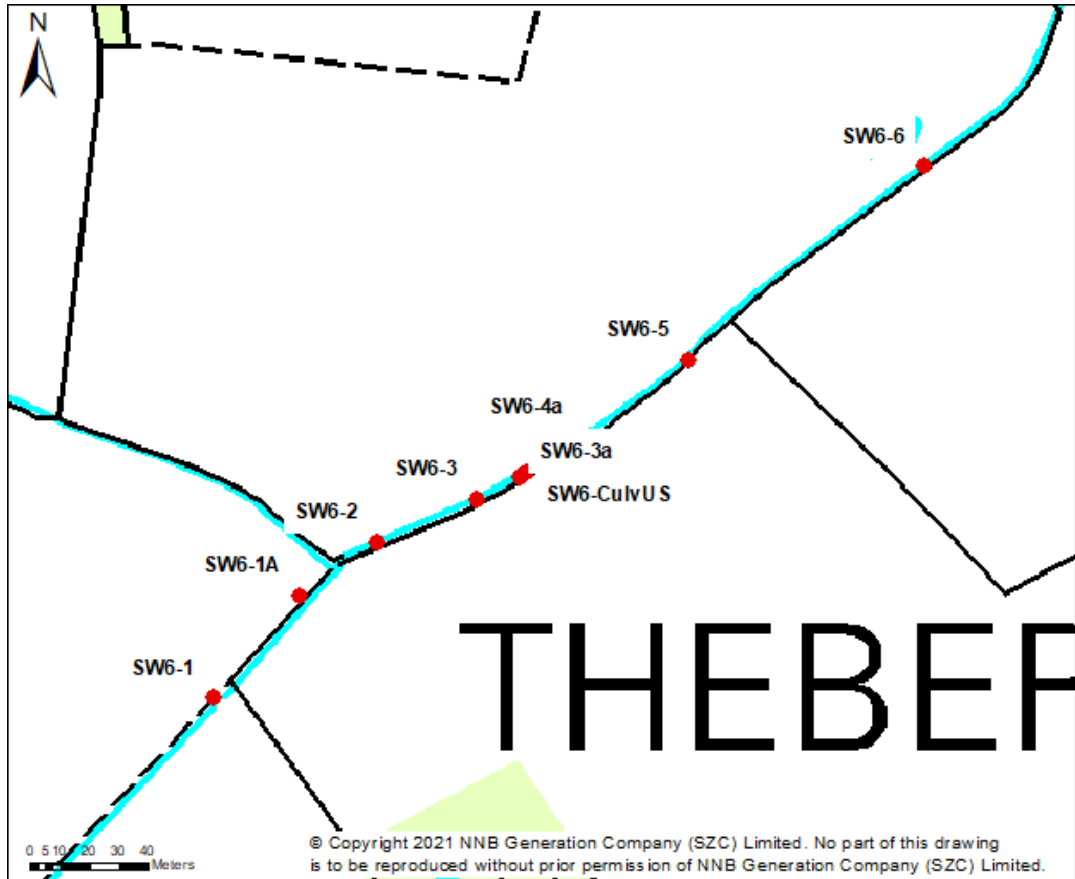 N
SW6-6
SW6-5
SW6-4a
SW6-3a
SW6-3
SW6-CulvUS
SW6-2
SW6-1A
SW6-1
THEBER
0 5 10 20 30 40
Meters
© Copyright 2021 NNB Generation Company (SZC) Limited. No part of this drawing
is to be reproduced without prior permission of NNB Generation Company (SZC) Limited.